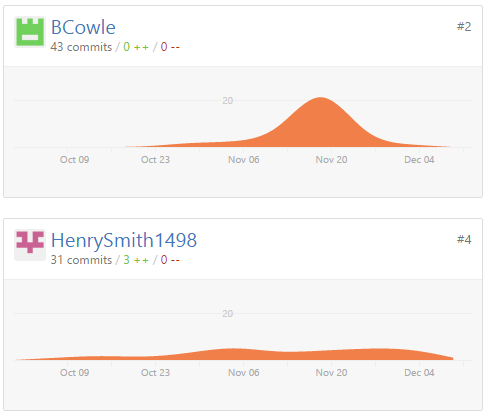 BCowle #2
43 commits / 0 ++ / 0 --
20
Oct 09 Oct 23 Nov 06 Nov 20 Dec 04
HenrySmith1498 #4
31 commits / 3 ++ / 0 --
20
Oct 09 Oct 23 Nov 06 Nov 20 Dec 04